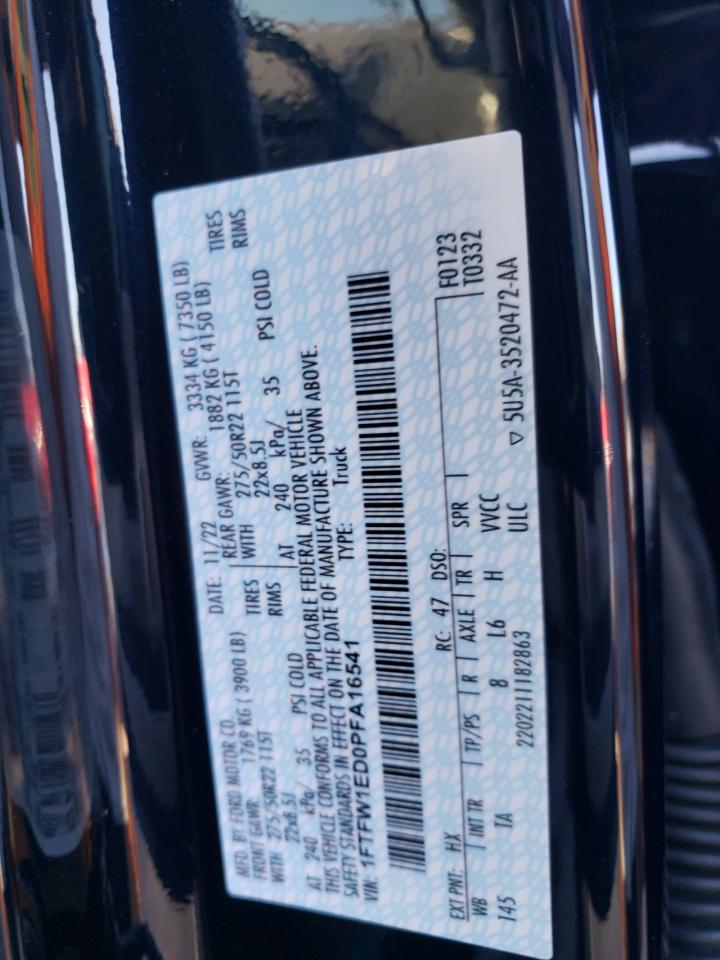 MFD. BY FORD MOTOR CO. DATE: 11/22 GVWR: 3334 KG ( 7350 LB)
FRONT GAWR: 1769 KG ( 3900 LB) REAR GAWR: 1882 KG ( 4150 LB)
WITH 275/50R22 115T TIRES WITH 275/50R22 115T TIRES
22x8.5J RIMS 22x8.5J RIMS
AT 240 kPa/ 35 PSI COLD AT 240 kPa/ 35 PSI COLD
THIS VEHICLE CONFORMS TO ALL APPLICABLE FEDERAL MOTOR VEHICLE
SAFETY STANDARDS IN EFFECT ON THE DATE OF MANUFACTURE SHOWN ABOVE.
VIN: 1FTFW1ED0PFA16541 TYPE: Truck
EXT PNT: HX RC: 47 DSO: F0123
WB INT TR TP/PS R AXLE TR SPR T0332
145 TA 8 L6 H VVCC
2202211182863 ULC ▽ 5U5A-3520472-AA